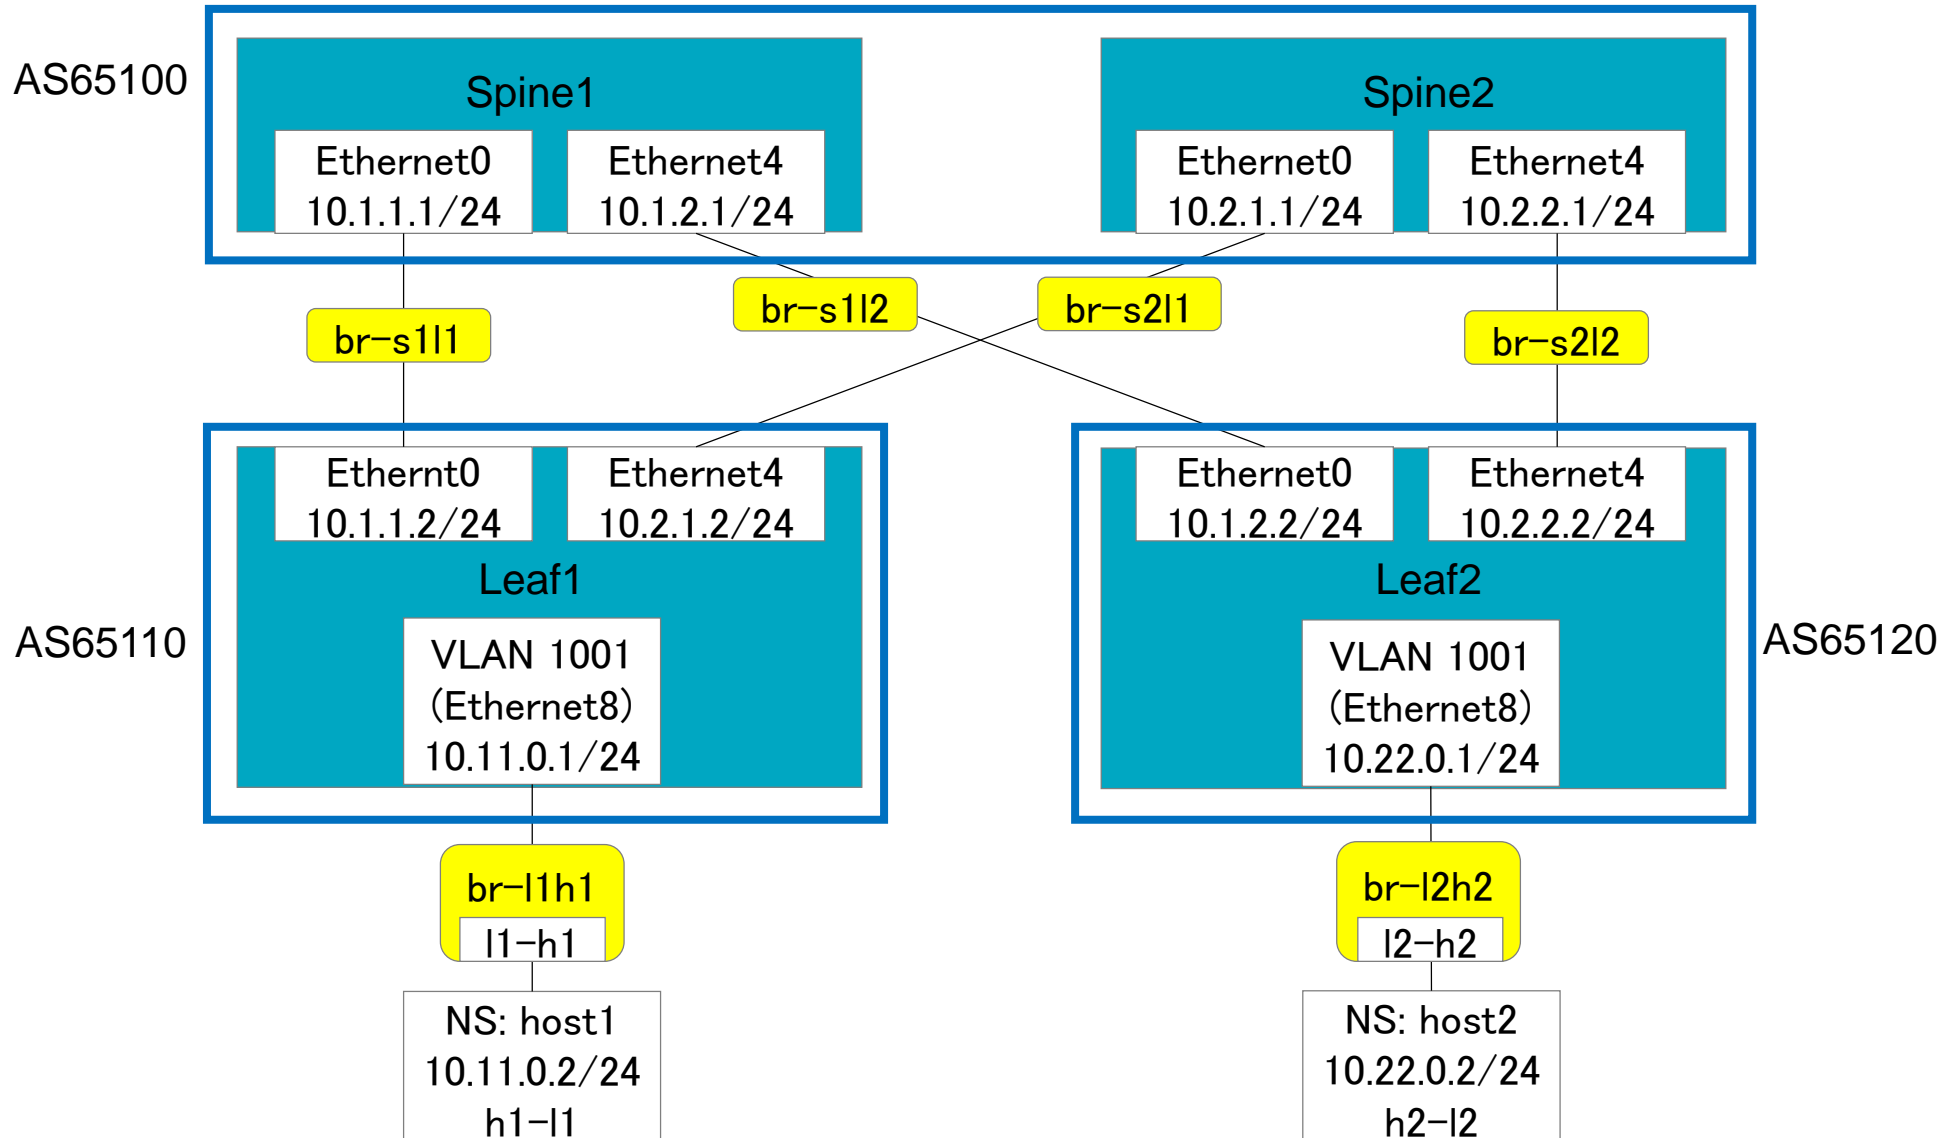 AS65100
Spine1
Spine2
Ethernet0
10.1.1.1/24
Ethernet4
10.1.2.1/24
Ethernet0
10.2.1.1/24
Ethernet4
10.2.2.1/24
br-s1l1
br-s1l2
br-s2l1
br-s2l2
Ethernt0
10.1.1.2/24
Ethernet4
10.2.1.2/24
Ethernet0
10.1.2.2/24
Ethernet4
10.2.2.2/24
Leaf1
Leaf2
AS65110
VLAN 1001
(Ethernet8)
10.11.0.1/24
VLAN 1001
(Ethernet8)
10.22.0.1/24
AS65120
br-l1h1
l1-h1
br-l2h2
l2-h2
NS: host1
10.11.0.2/24
h1-l1
NS: host2
10.22.0.2/24
h2-l2